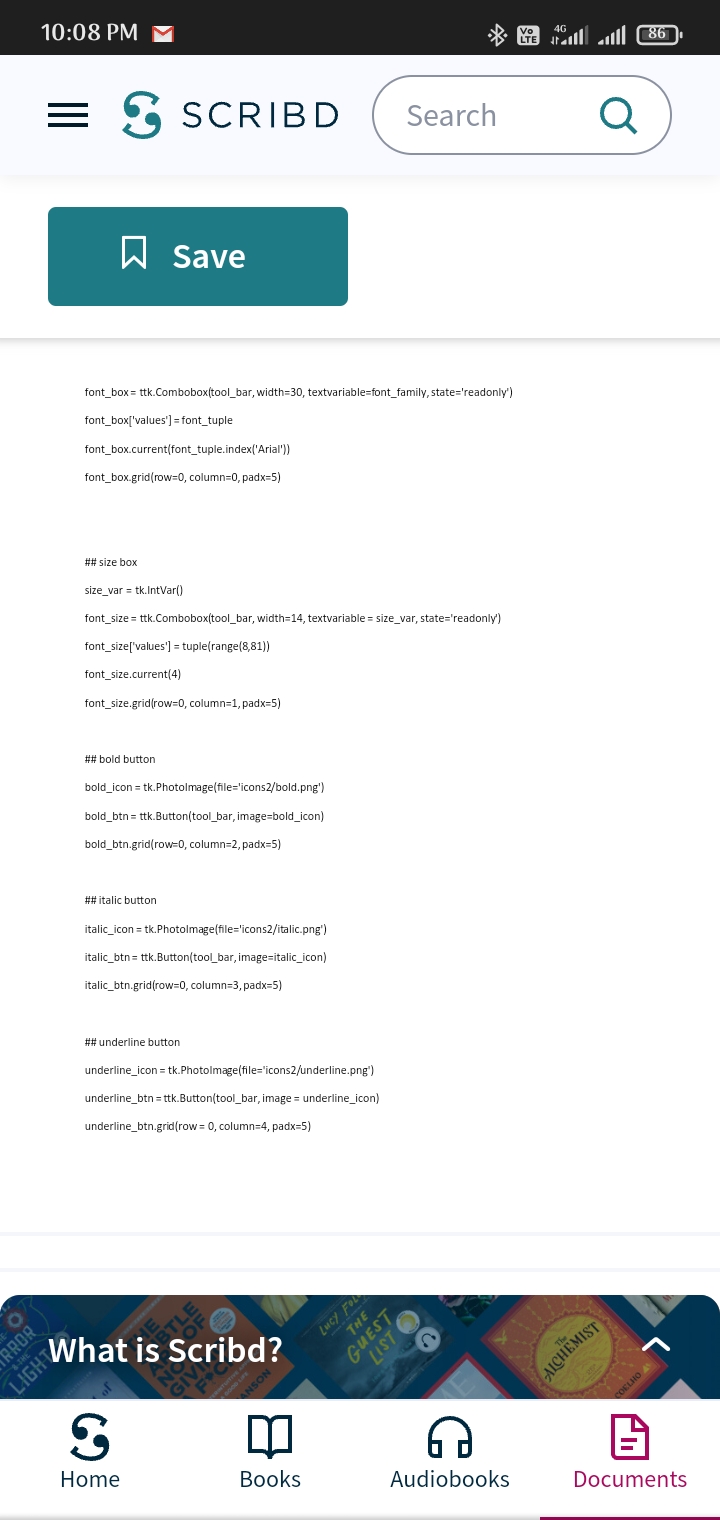 10:08 PM
Vo LTE
4G
86
SCRIBD
Search
Save
font_box = ttk.Combobox(tool_bar, width=30, textvariable=font_family, state='readonly')
font_box['values'] = font_tuple
font_box.current(font_tuple.index('Arial'))
font_box.grid(row=0, column=0, padx=5)
## size box
size_var = tk.IntVar()
font_size = ttk.Combobox(tool_bar, width=14, textvariable = size_var, state='readonly')
font_size['values'] = tuple(range(8,81))
font_size.current(4)
font_size.grid(row=0, column=1, padx=5)
## bold button
bold_icon = tk.PhotoImage(file='icons2/bold.png')
bold_btn = ttk.Button(tool_bar, image=bold_icon)
bold_btn.grid(row=0, column=2, padx=5)
## italic button
italic_icon = tk.PhotoImage(file='icons2/italic.png')
italic_btn = ttk.Button(tool_bar, image=italic_icon)
italic_btn.grid(row=0, column=3, padx=5)
## underline button
underline_icon = tk.PhotoImage(file='icons2/underline.png')
underline_btn = ttk.Button(tool_bar, image = underline_icon)
underline_btn.grid(row = 0, column=4, padx=5)
LUCY FOLEY
THE GUEST LIST
THE ALCHEMIST
What is Scribd?
Home
Books
Audiobooks
Documents